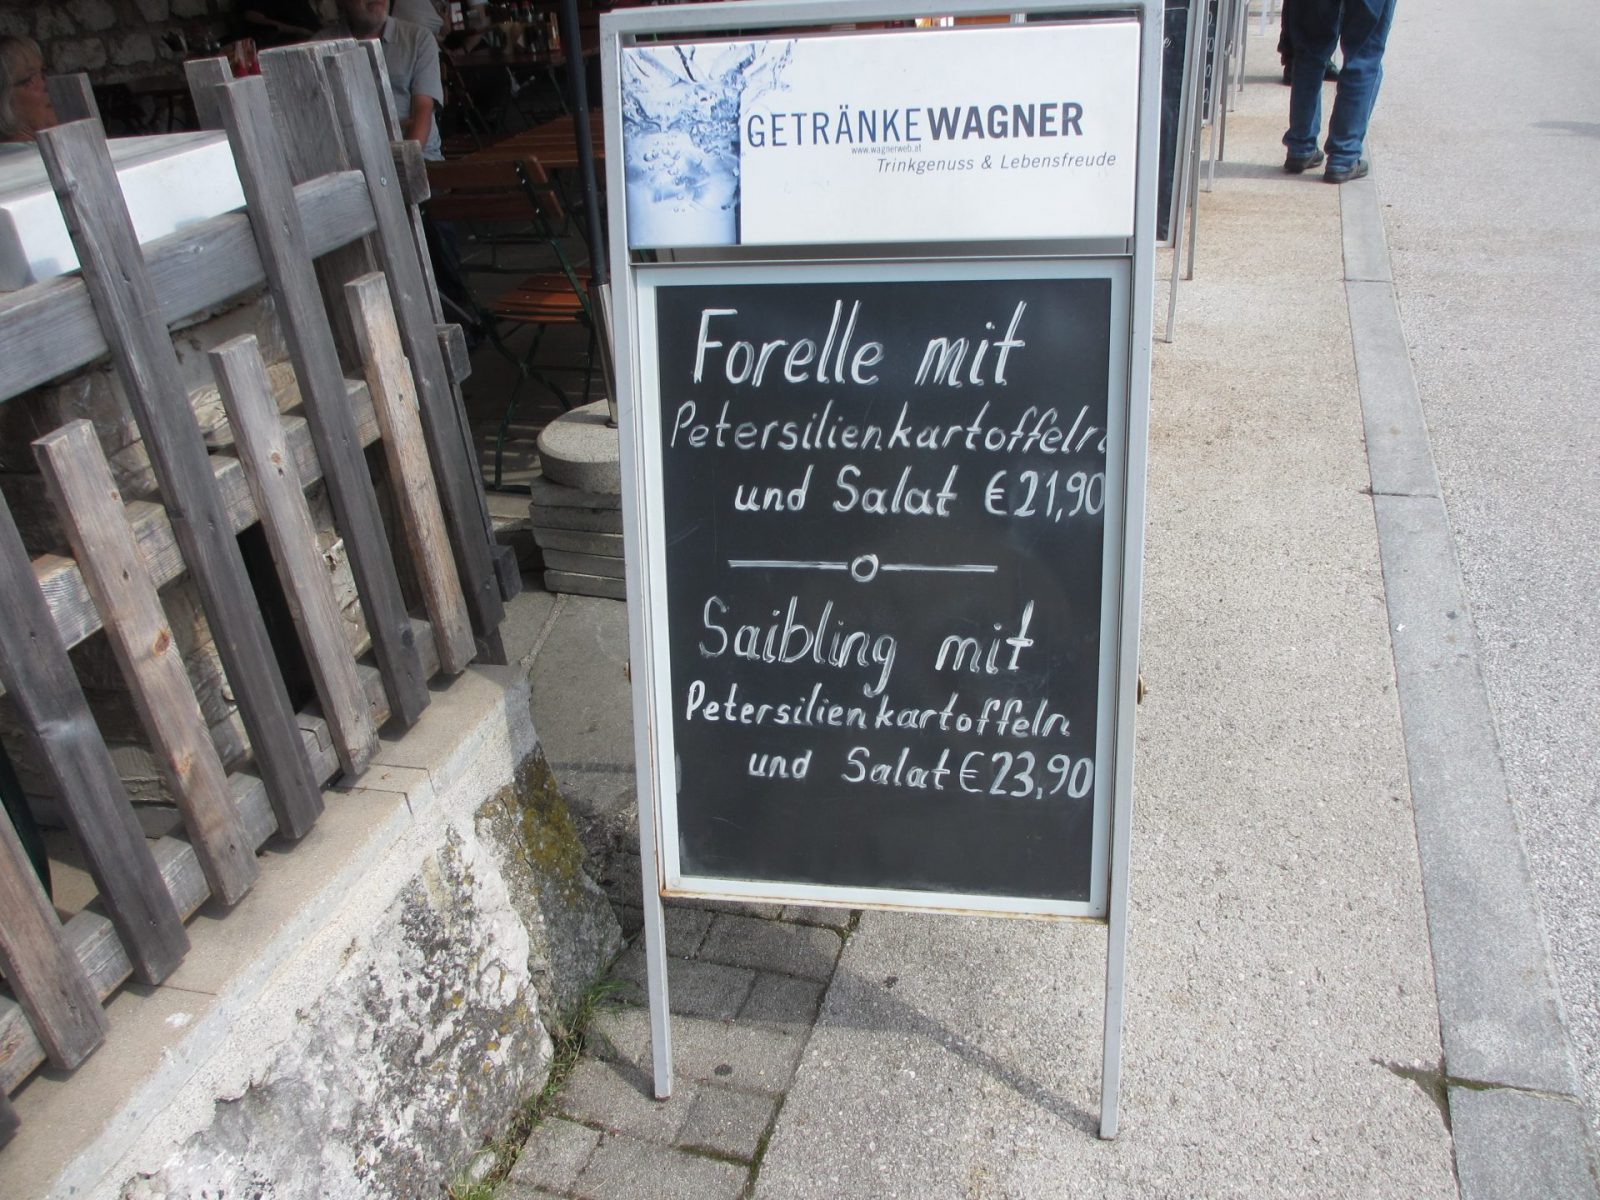 GETRÄNKEWAGNER
www.wagnerweb.at
Trinkgenuss & Lebensfreude
Forelle mit
Petersilienkartoffeln
und Salat €21,90
Saibling mit
Petersilienkartoffeln
und Salat €23,90